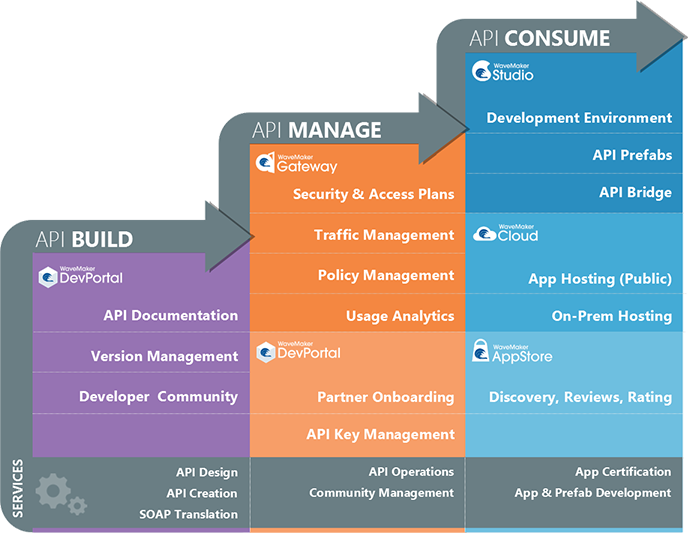 API CONSUME
WaveMaker
Studio
Development Environment
API Prefabs
API Bridge
WaveMaker
Cloud
App Hosting (Public)
On-Prem Hosting
WaveMaker
AppStore
Discovery, Reviews, Rating
API MANAGE
WaveMaker
Gateway
Security & Access Plans
Traffic Management
Policy Management
Usage Analytics
WaveMaker
DevPortal
Partner Onboarding
API Key Management
API BUILD
WaveMaker
DevPortal
API Documentation
Version Management
Developer Community
SERVICES
API Design
API Creation
SOAP Translation
API Operations
Community Management
App Certification
App & Prefab Development